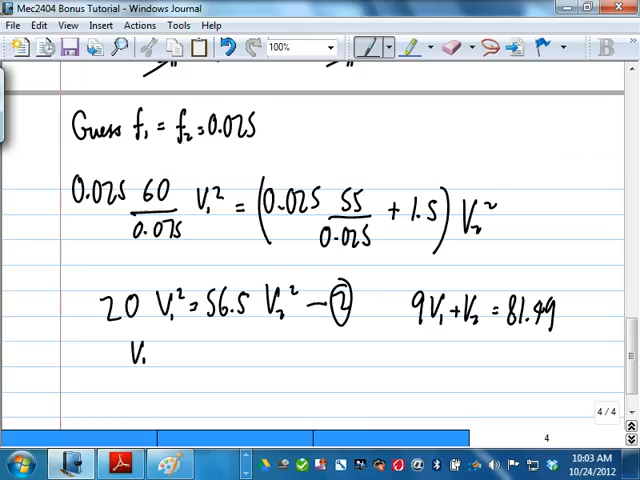 Mec2404 Bonus Tutorial - Windows Journal
File Edit View Insert Actions Tools Help
100%
B
Guess f₁ = f₂ = 0.025
0.025 60/0.075 V₁² = (0.025 55/0.025 + 1.5) V₂²
20 V₁² = 56.5 V₂² — ② 9V₁ + V₂ = 81.49
V₁
4/4
4
10:03 AM
10/24/2012